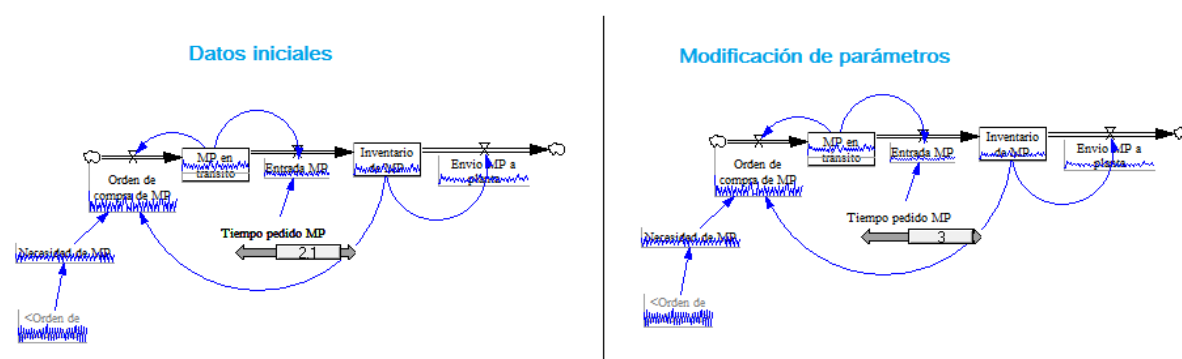 Datos iniciales
MP en
tránsito
Entrada MP
Inventario
de MP
Envio MP a
planta
Orden de
compra de MP
Tiempo pedido MP
2.1
Necesidad de MP
<Orden de
Modificación de parámetros
MP en
tránsito
Entrada MP
Inventario
de MP
Envio MP a
planta
Orden de
compra de MP
Tiempo pedido MP
3
Necesidad de MP
<Orden de